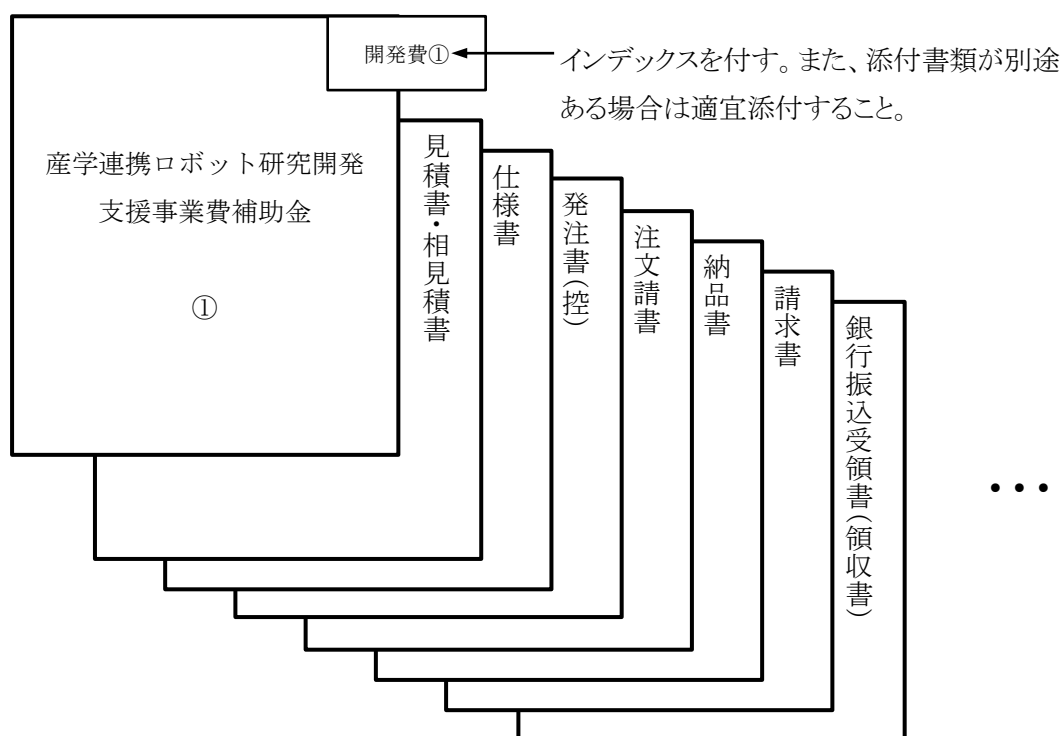 開発費①
インデックスを付す。また、添付書類が別途
ある場合は適宜添付すること。
産学連携ロボット研究開発
支援事業費補助金
①
見積書・相見積書
仕様書
発注書(控)
注文請書
納品書
請求書
銀行振込受領書(領収書)
・・・